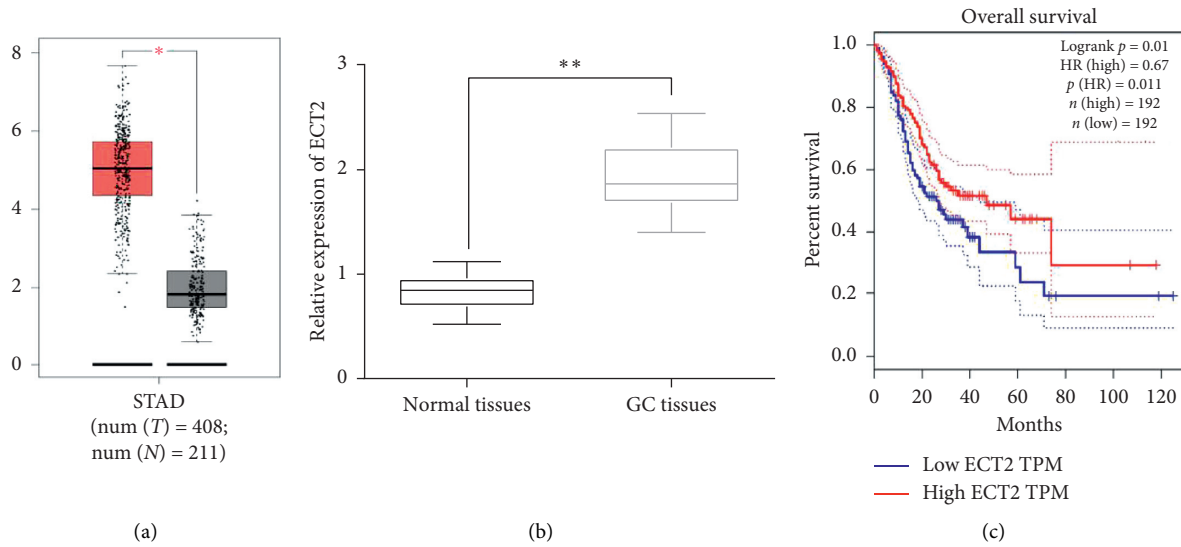 8
6
4
2
0
*
STAD
(num (T) = 408;
num (N) = 211)
(a)
Relative expression of ECT2
3
2
1
0
**
Normal tissues
GC tissues
(b)
Overall survival
Logrank p = 0.01
HR (high) = 0.67
p (HR) = 0.011
n (high) = 192
n (low) = 192
Percent survival
1.0
0.8
0.6
0.4
0.2
0.0
0 20 40 60 80 100 120
Months
Low ECT2 TPM
High ECT2 TPM
(c)